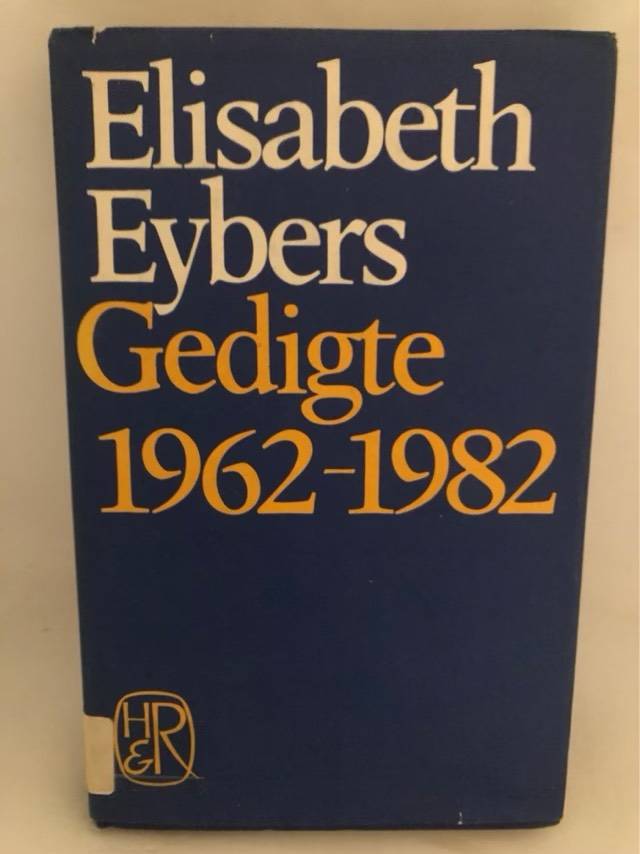 Elisabeth
Eybers
Gedigte
1962-1982
H&R